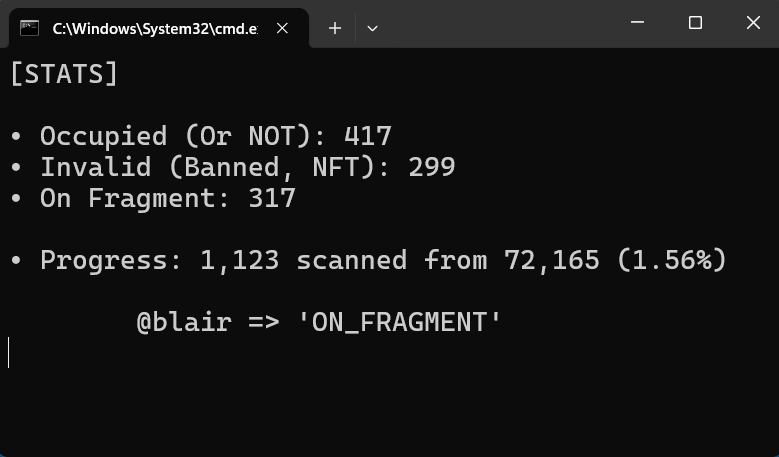 C:\Windows\System32\cmd.e
[STATS]
• Occupied (Or NOT): 417
• Invalid (Banned, NFT): 299
• On Fragment: 317
• Progress: 1,123 scanned from 72,165 (1.56%)
@blair => 'ON_FRAGMENT'